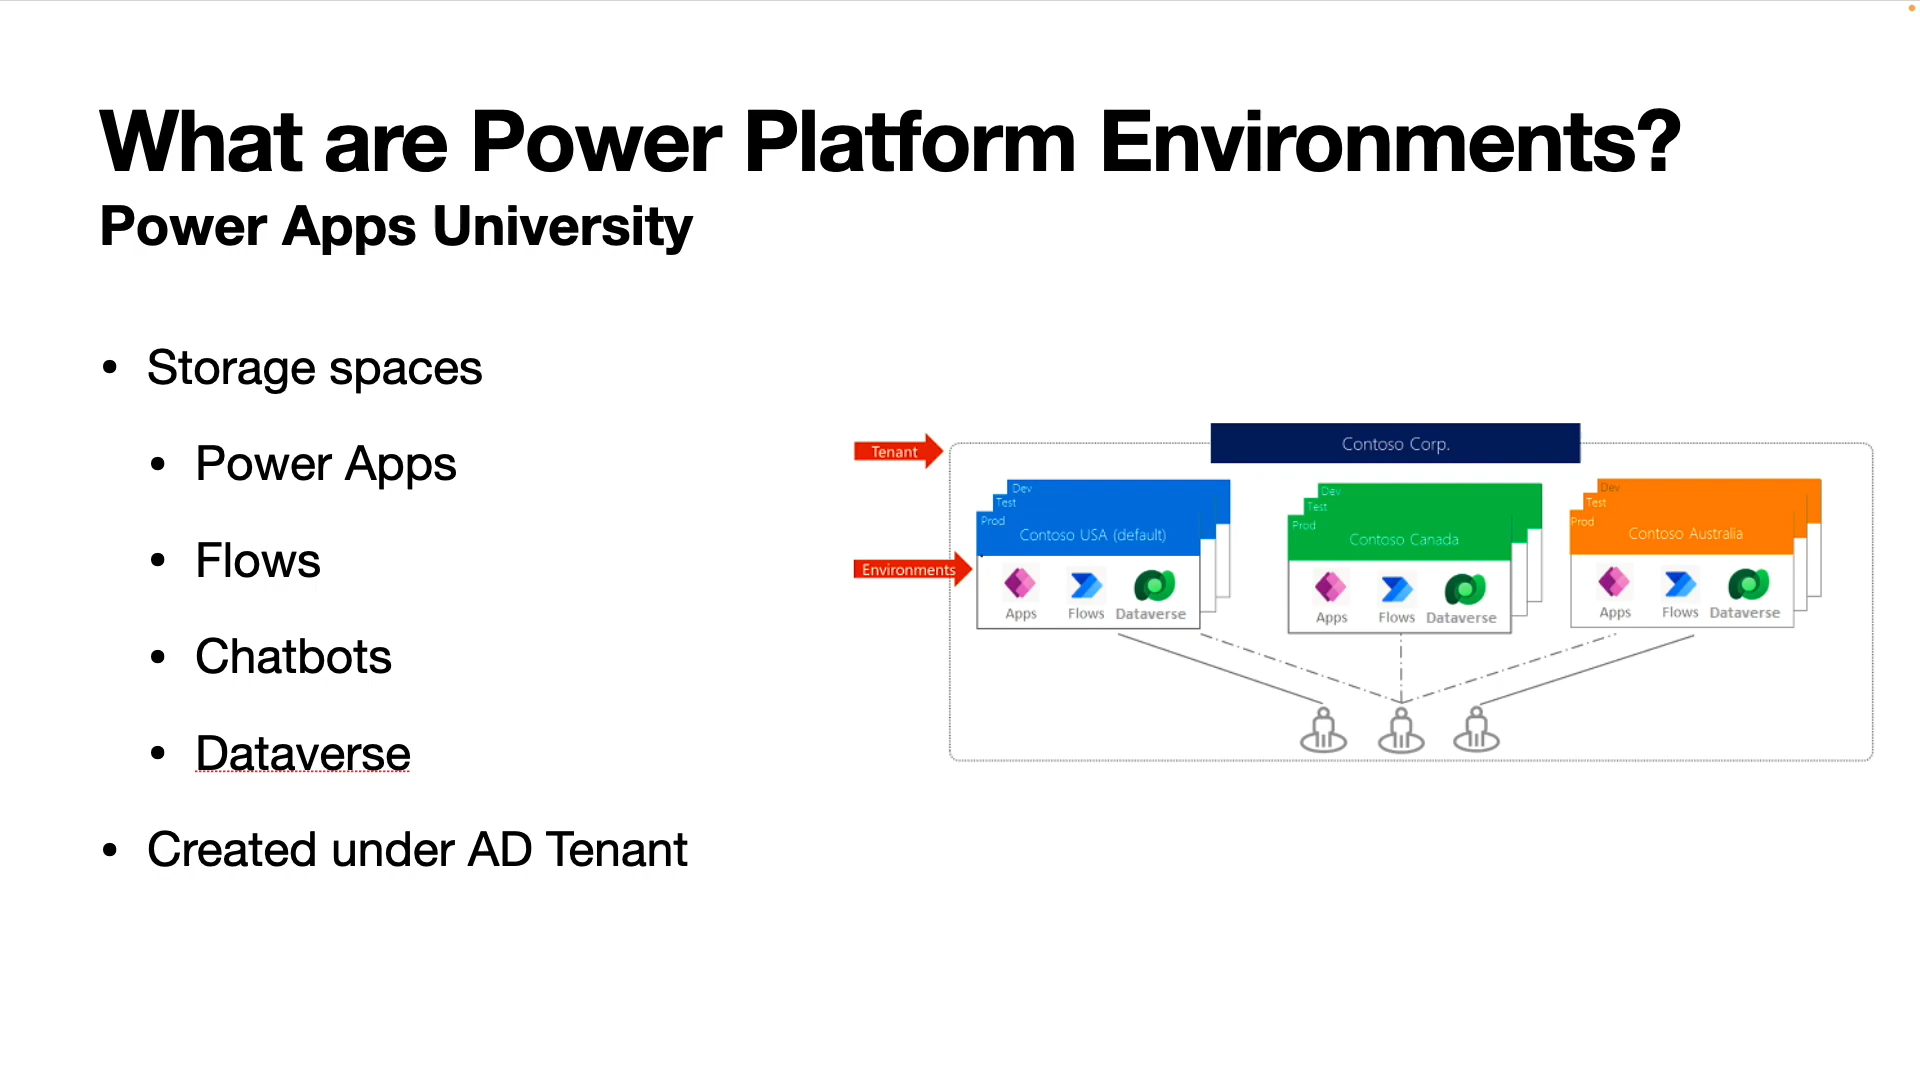 What are Power Platform Environments?
Power Apps University
• Storage spaces
• Power Apps
• Flows
• Chatbots
• Dataverse
• Created under AD Tenant
Tenant
Contoso Corp.
Environments
Dev
Test
Prod
Contoso USA (default)
Apps Flows Dataverse
Dev
Test
Prod
Contoso Canada
Apps Flows Dataverse
Dev
Test
Prod
Contoso Australia
Apps Flows Dataverse